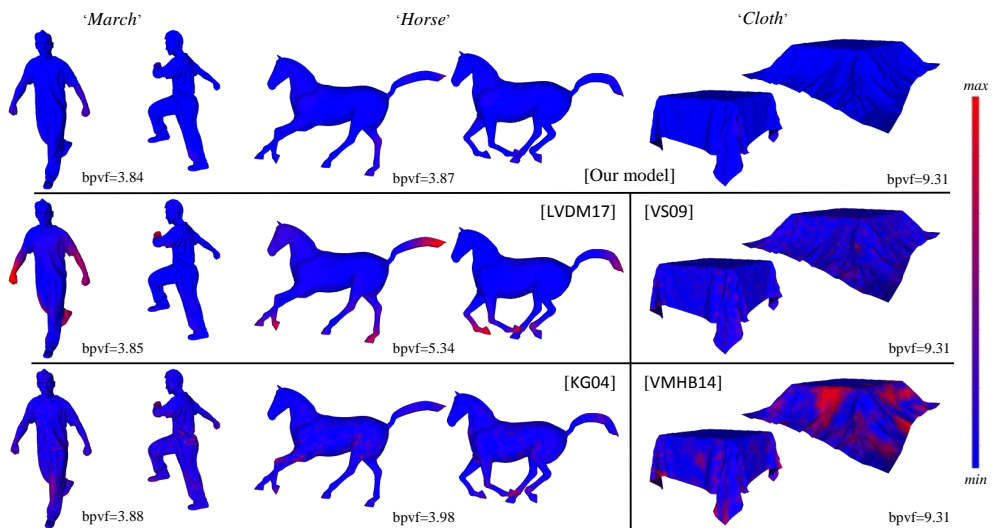 'March'
'Horse'
'Cloth'
max
bpvf=3.84
bpvf=3.87
[Our model]
bpvf=9.31
[LVDM17]
[VS09]
bpvf=3.85
bpvf=5.34
bpvf=9.31
[KG04]
[VMHB14]
bpvf=3.88
bpvf=3.98
bpvf=9.31
min